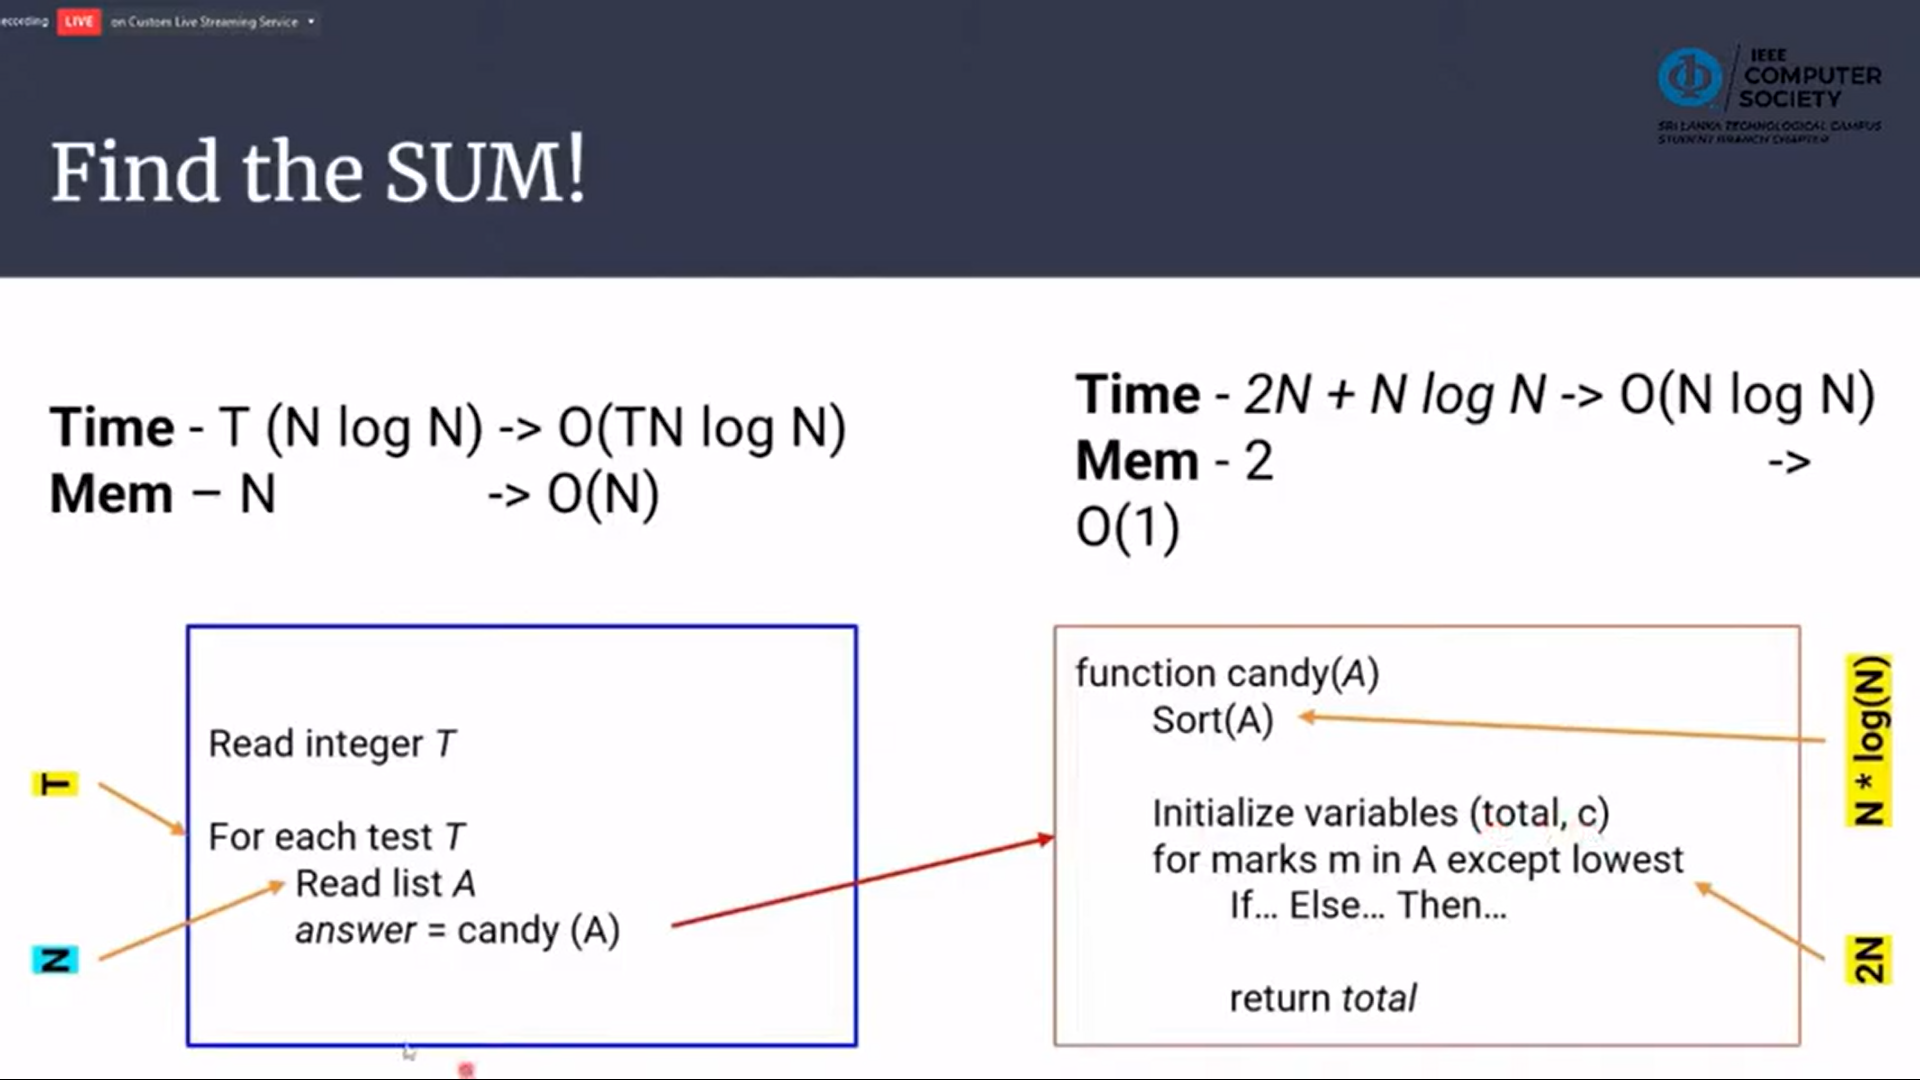 ecording LIVE on Custom Live Streaming Service
IEEE
COMPUTER
SOCIETY
SRI LANKA TECHNOLOGICAL CAMPUS
STUDENT BRANCH CHAPTER
Find the SUM!
Time - T (N log N) -> O(TN log N)
Mem – N -> O(N)
Time - 2N + N log N -> O(N log N)
Mem - 2 ->
O(1)
T
N
Read integer T
For each test T
Read list A
answer = candy (A)
function candy(A)
Sort(A)
Initialize variables (total, c)
for marks m in A except lowest
If... Else... Then...
return total
N * log(N)
2N